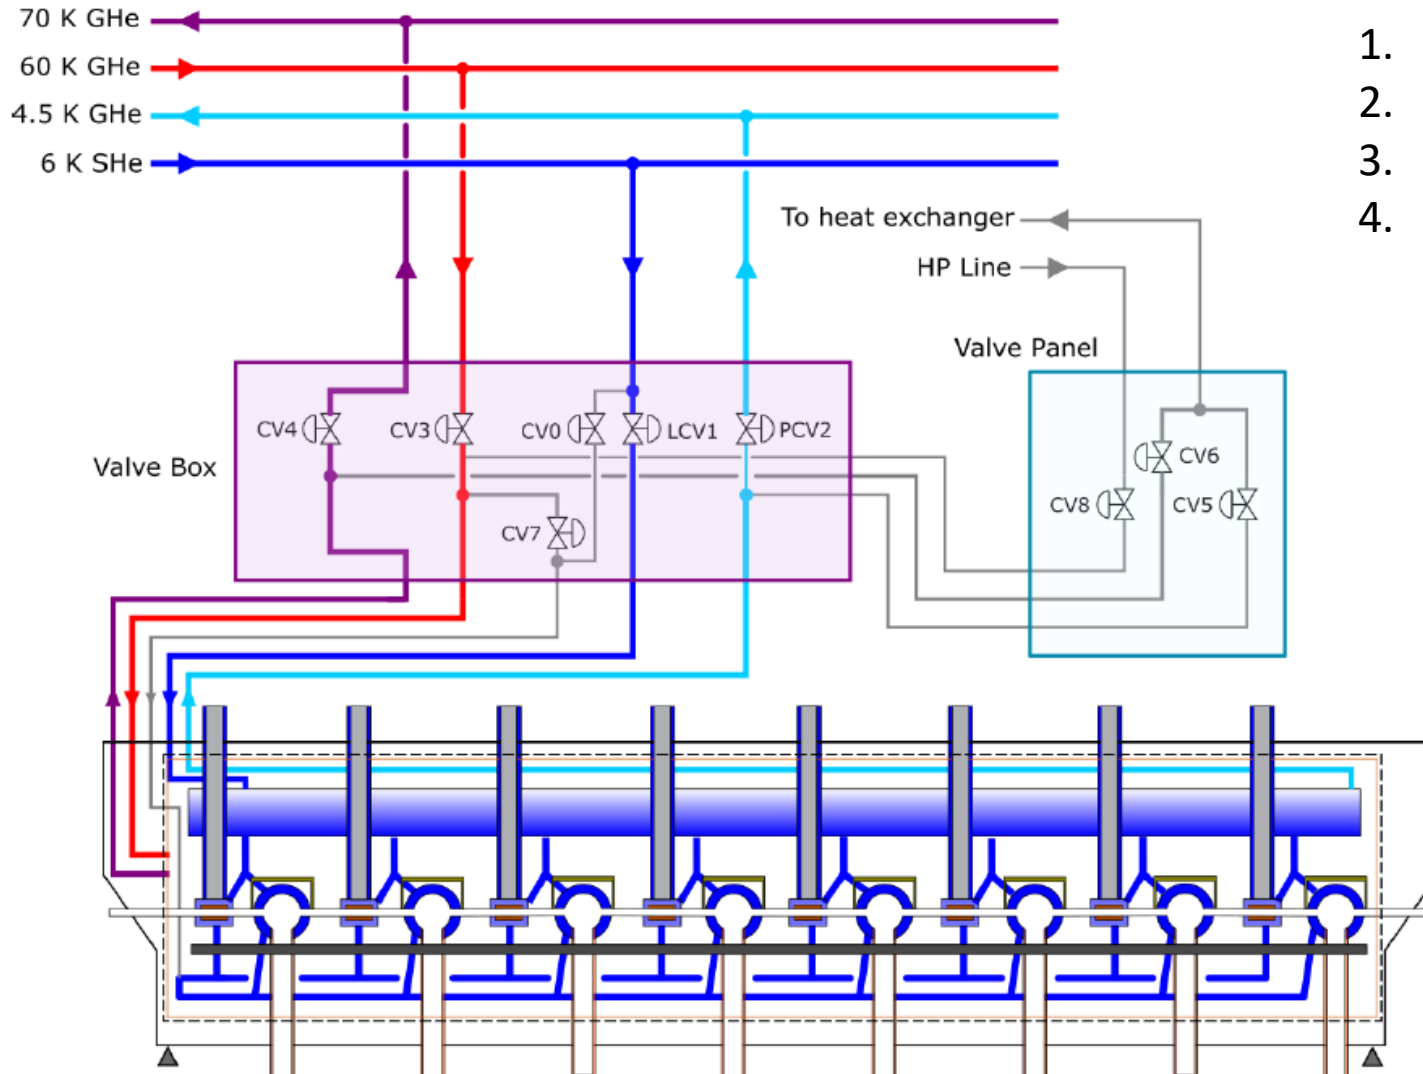 70 K GHe
60 K GHe
4.5 K GHe
6 K SHe
1.
2.
3.
4.
To heat exchanger
HP Line
Valve Panel
Valve Box
CV4
CV3
CV0
LCV1
PCV2
CV7
CV6
CV8
CV5